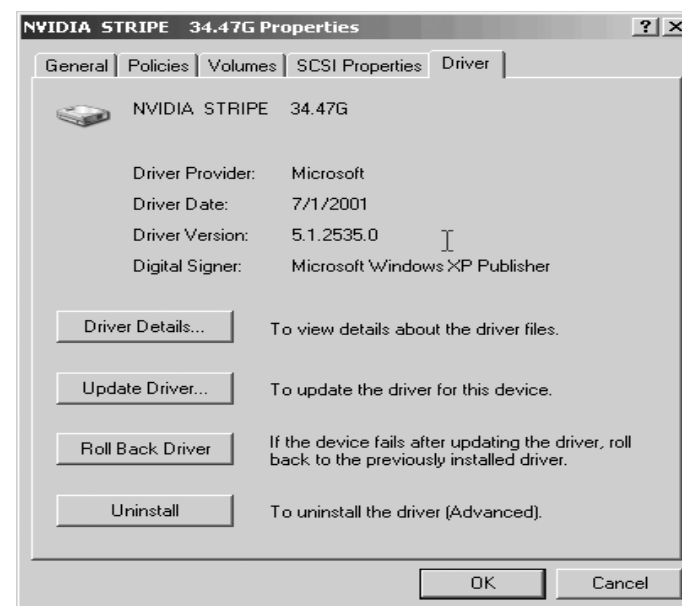 NVIDIA STRIPE 34.47G Properties
? ×
General Policies Volumes SCSI Properties Driver
NVIDIA STRIPE 34.47G
Driver Provider: Microsoft
Driver Date: 7/1/2001
Driver Version: 5.1.2535.0
Digital Signer: Microsoft Windows XP Publisher
Driver Details... To view details about the driver files.
Update Driver... To update the driver for this device.
Roll Back Driver If the device fails after updating the driver, roll
back to the previously installed driver.
Uninstall To uninstall the driver (Advanced).
OK Cancel